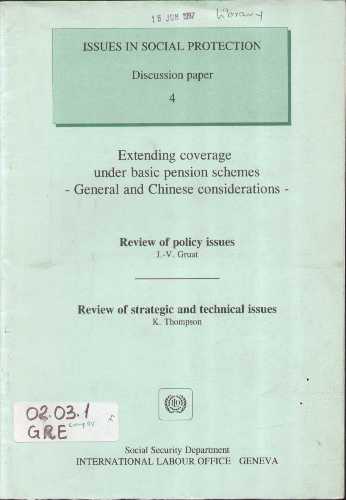 16 JUN 1997
Library
ISSUES IN SOCIAL PROTECTION
Discussion paper
4
Extending coverage
under basic pension schemes
- General and Chinese considerations -
Review of policy issues
J.-V. Gruat
Review of strategic and technical issues
K. Thompson
02.03.1
GRE
Social Security Department
INTERNATIONAL LABOUR OFFICE GENEVA